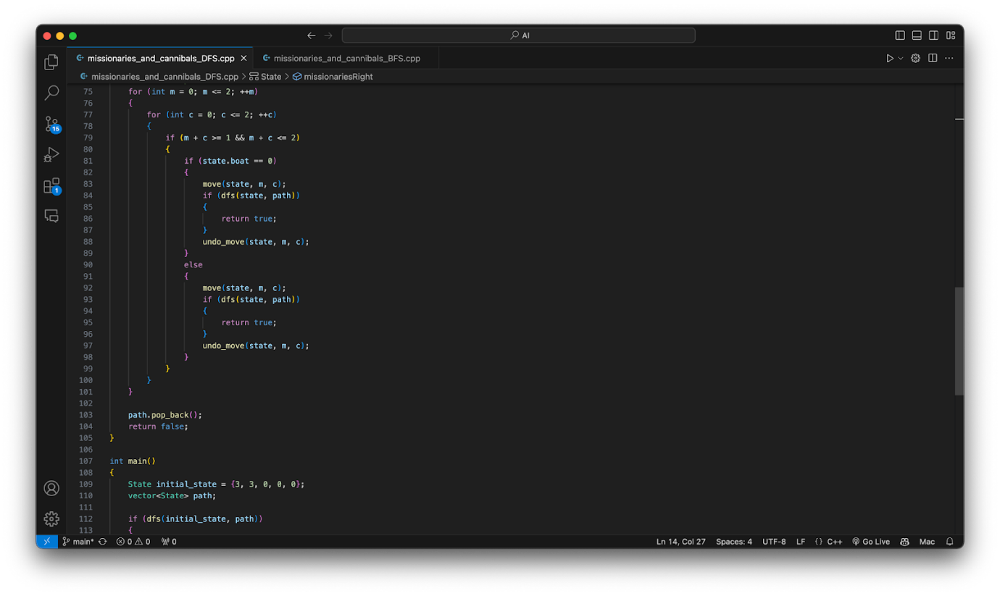 AI
missionaries_and_cannibals_DFS.cpp missionaries_and_cannibals_BFS.cpp
missionaries_and_cannibals_DFS.cpp > State > missionariesRight
15
1
75 for (int m = 0; m <= 2; ++m)
76 {
77 for (int c = 0; c <= 2; ++c)
78 {
79 if (m + c >= 1 && m + c <= 2)
80 {
81 if (state.boat == 0)
82 {
83 move(state, m, c);
84 if (dfs(state, path))
85 {
86 return true;
87 }
88 undo_move(state, m, c);
89 }
90 else
91 {
92 move(state, m, c);
93 if (dfs(state, path))
94 {
95 return true;
96 }
97 undo_move(state, m, c);
98 }
99 }
100 }
101 }
102
103 path.pop_back();
104 return false;
105 }
106
107 int main()
108 {
109 State initial_state = {3, 3, 0, 0, 0};
110 vector<State> path;
111
112 if (dfs(initial_state, path))
113 {
main* 0 0 0 Ln 14, Col 27 Spaces: 4 UTF-8 LF {} C++ Go Live Mac